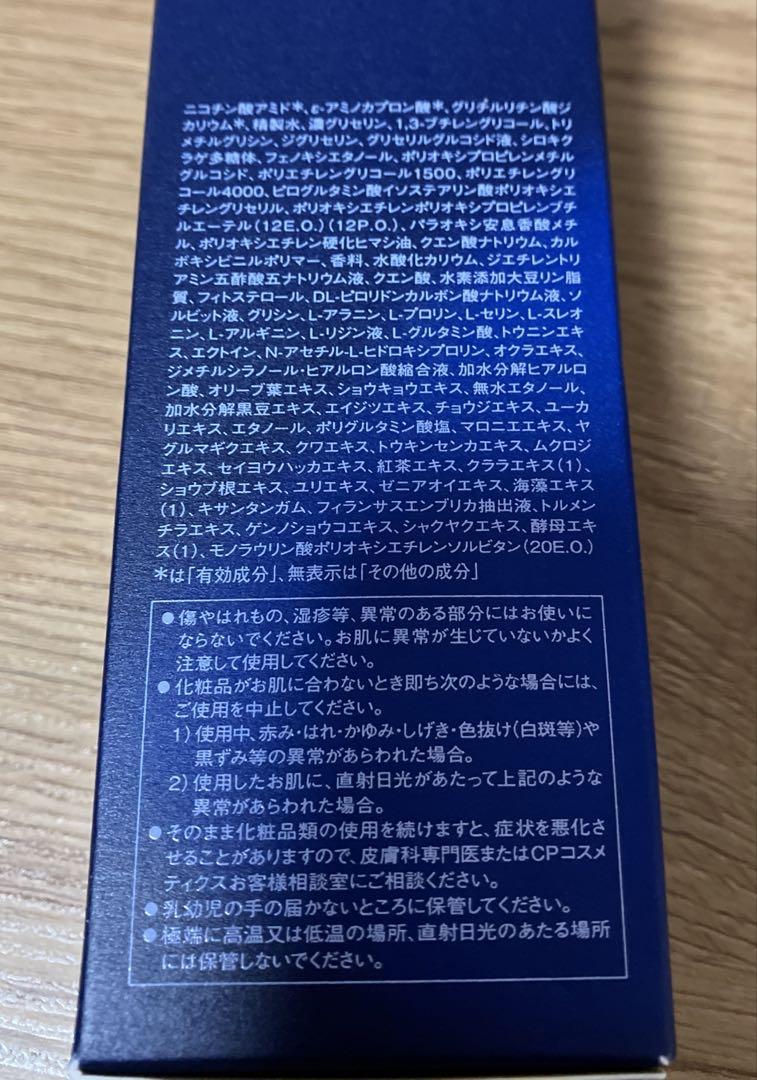 ニコチン酸アミド＊、ε-アミノカプロン酸＊、グリチルリチン酸ジ
カリウム＊、精製水、濃グリセリン、1,3-ブチレングリコール、トリ
メチルグリシン、ジグリセリン、グリセリルグルコシド液、シロキク
ラゲ多糖体、フェノキシエタノール、ポリオキシプロピレンメチル
グルコシド、ポリエチレングリコール1500、ポリエチレングリ
コール4000、ピログルタミン酸イソステアリン酸ポリオキシエ
チレングリセリル、ポリオキシエチレンポリオキシプロピレンブチ
ルエーテル(12E.O.)(12P.O.)、パラオキシ安息香酸メチ
ル、ポリオキシエチレン硬化ヒマシ油、クエン酸ナトリウム、カル
ボキシビニルポリマー、香料、水酸化カリウム、ジエチレントリ
アミン五酢酸五ナトリウム液、クエン酸、水素添加大豆リン脂
質、フィトステロール、DL-ピロリドンカルボン酸ナトリウム液、ソ
ルビット液、グリシン、L-アラニン、L-プロリン、L-セリン、L-スレオ
ニン、L-アルギニン、L-リジン液、L-グルタミン酸、トウニンエキ
ス、エクトイン、N-アセチル-L-ヒドロキシプロリン、オクラエキス、
ジメチルシラノール・ヒアルロン酸縮合液、加水分解ヒアルロ
ン酸、オリーブ葉エキス、ショウキョウエキス、無水エタノール、
加水分解黒豆エキス、エイジツエキス、チョウジエキス、ユーカ
リエキス、エタノール、ポリグルタミン酸塩、マロニエエキス、ヤ
グルマギクエキス、クワエキス、トウキンセンカエキス、ムクロジ
エキス、セイヨウハッカエキス、紅茶エキス、クララエキス(1)、
ショウブ根エキス、ユリエキス、ゼニアオイエキス、海藻エキス
(1)、キサンタンガム、フィランサスエンブリカ抽出液、トルメン
チラエキス、ゲンノショウコエキス、シャクヤクエキス、酵母エキ
ス(1)、モノラウリン酸ポリオキシエチレンソルビタン(20E.O.)
＊は「有効成分」、無表示は「その他の成分」
●傷やはれもの、湿疹等、異常のある部分にはお使いに
ならないでください。お肌に異常が生じていないかよく
注意して使用してください。
●化粧品がお肌に合わないとき即ち次のような場合には、
ご使用を中止してください。
1)使用中、赤み・はれ・かゆみ・しげき・色抜け(白斑等)や
黒ずみ等の異常があらわれた場合。
2)使用したお肌に、直射日光があたって上記のような
異常があらわれた場合。
●そのまま化粧品類の使用を続けますと、症状を悪化さ
せることがありますので、皮膚科専門医またはCPコスメ
ティクスお客様相談室にご相談ください。
●乳幼児の手の届かないところに保管してください。
●極端に高温又は低温の場所、直射日光のあたる場所
には保管しないでください。